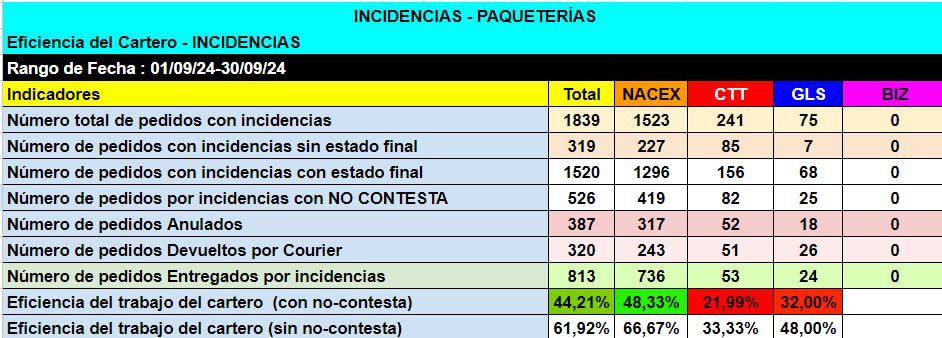 INCIDENCIAS - PAQUETERÍAS
Eficiencia del Cartero - INCIDENCIAS
Rango de Fecha : 01/09/24-30/09/24
Indicadores Total NACEX CTT GLS BIZ
Número total de pedidos con incidencias 1839 1523 241 75 0
Número de pedidos con incidencias sin estado final 319 227 85 7 0
Número de pedidos con incidencias con estado final 1520 1296 156 68 0
Número de pedidos por incidencias con NO CONTESTA 526 419 82 25 0
Número de pedidos Anulados 387 317 52 18 0
Número de pedidos Devueltos por Courier 320 243 51 26 0
Número de pedidos Entregados por incidencias 813 736 53 24 0
Eficiencia del trabajo del cartero (con no-contesta) 44,21% 48,33% 21,99% 32,00%
Eficiencia del trabajo del cartero (sin no-contesta) 61,92% 66,67% 33,33% 48,00%